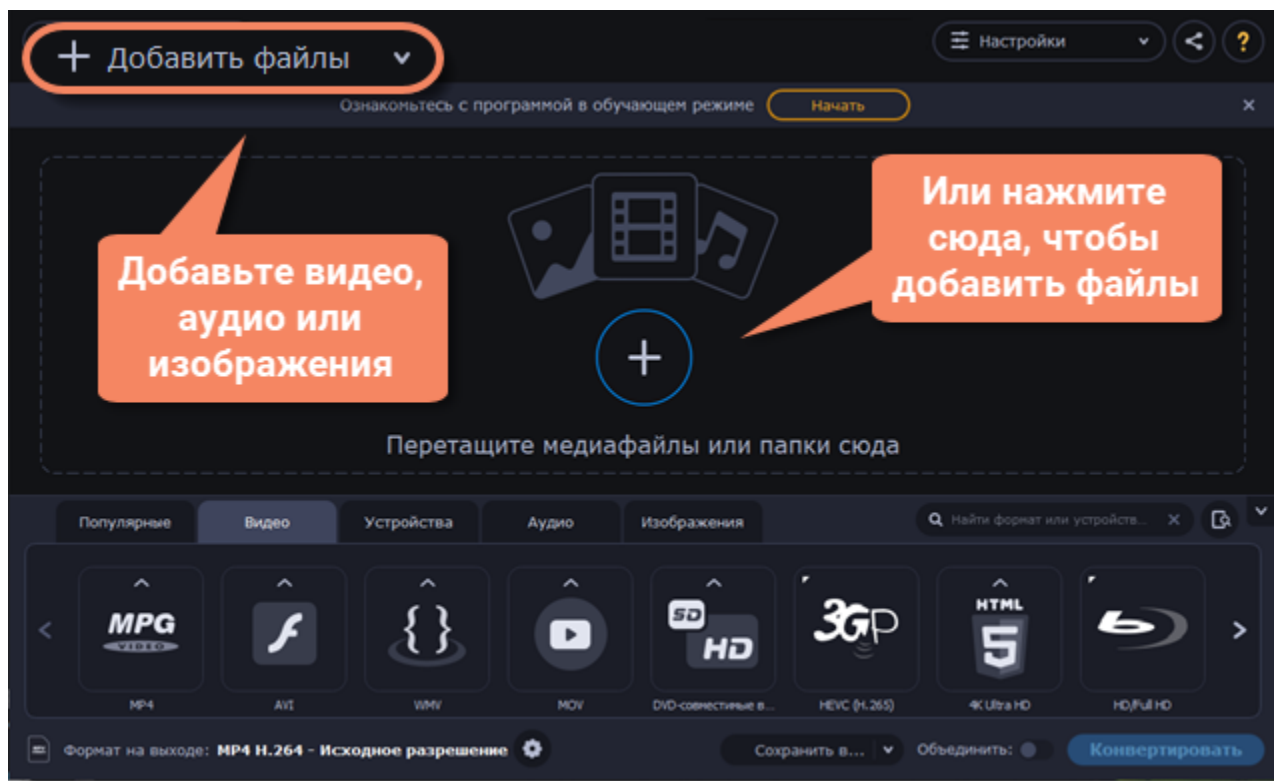 + Добавить файлы
Настройки
?
Ознакомьтесь с программой в обучающем режиме
Начать
Добавьте видео,
аудио или
изображения
Или нажмите
сюда, чтобы
добавить файлы
Перетащите медиафайлы или папки сюда
Популярные
Видео
Устройства
Аудио
Изображения
Найти формат или устройств...
MPG
VIDEO
MP4
AVI
{ }
WMV
MOV
SD
HD
DVD-совместимые в...
3GP
HEVC (H.265)
HTML
5
4K Ultra HD
HD/Full HD
Формат на выходе: MP4 H.264 - Исходное разрешение
Сохранить в...
Объединить:
Конвертировать